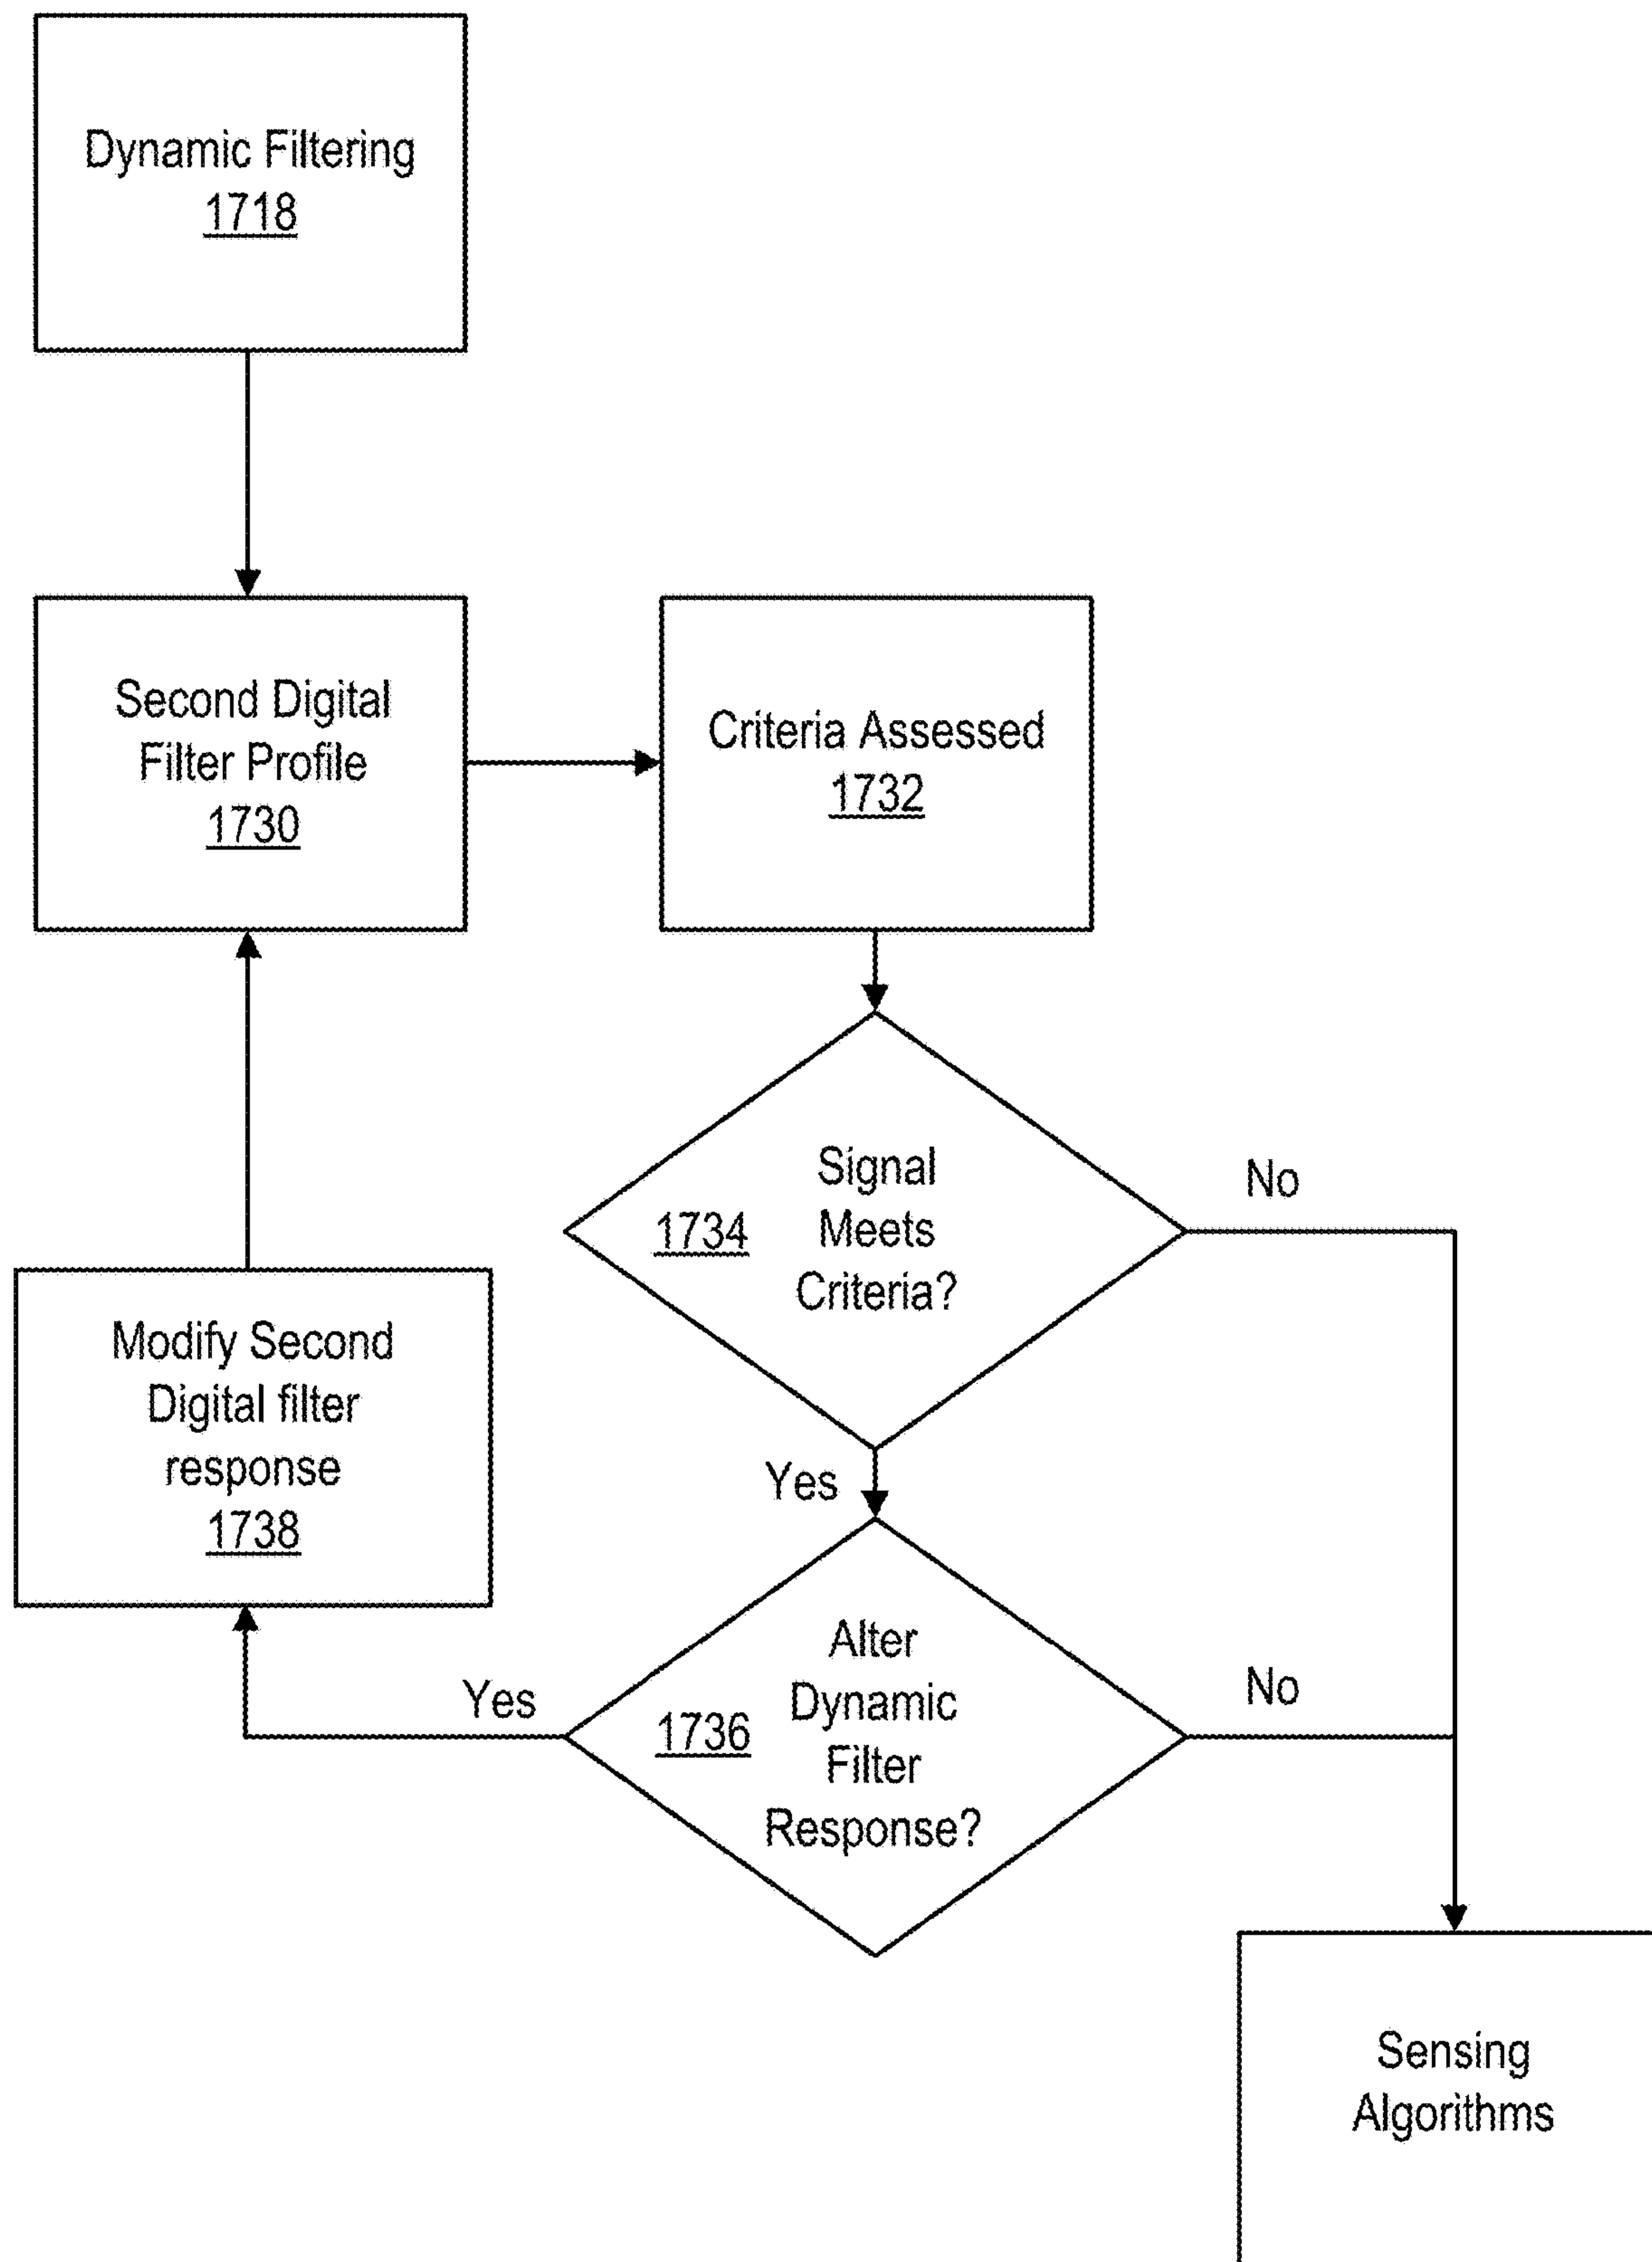 Dynamic Filtering
1718
Second Digital
Filter Profile
1730
Criteria Assessed
1732
1734
Signal
Meets
Criteria?
No
Yes
Modify Second
Digital filter
response
1738
1736
Alter
Dynamic
Filter
Response?
Yes
No
Sensing
Algorithms